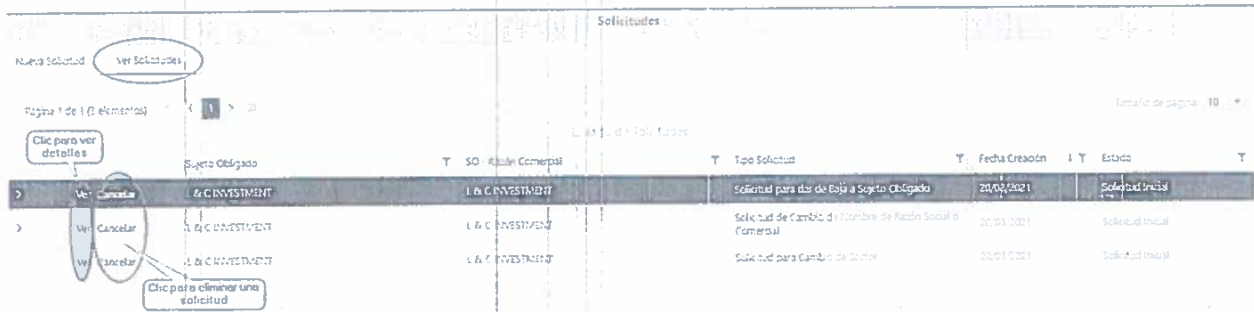 Solicitudes
Nueva Solicitud Ver Solicitudes
Página 1 de 1 (3 elementos) 1 Tamaño de página: 10
Listado de Solicitudes
Clic para ver
detalles
Sujeto Obligado SO - Razón Comercial Tipo Solicitud Fecha Creación Estado
Ver Cancelar L & C INVESTMENT L & C INVESTMENT Solicitud para dar de Baja a Sujeto Obligado 20/02/2021 Solicitud Inicial
Ver Cancelar L & C INVESTMENT L & C INVESTMENT Solicitud de Cambio de Nombre de Razón Social o
Comercial Solicitud Inicial
Ver Cancelar L & C INVESTMENT L & C INVESTMENT Solicitud para Cambio de Sector Solicitud Inicial
Clic para eliminar una
solicitud